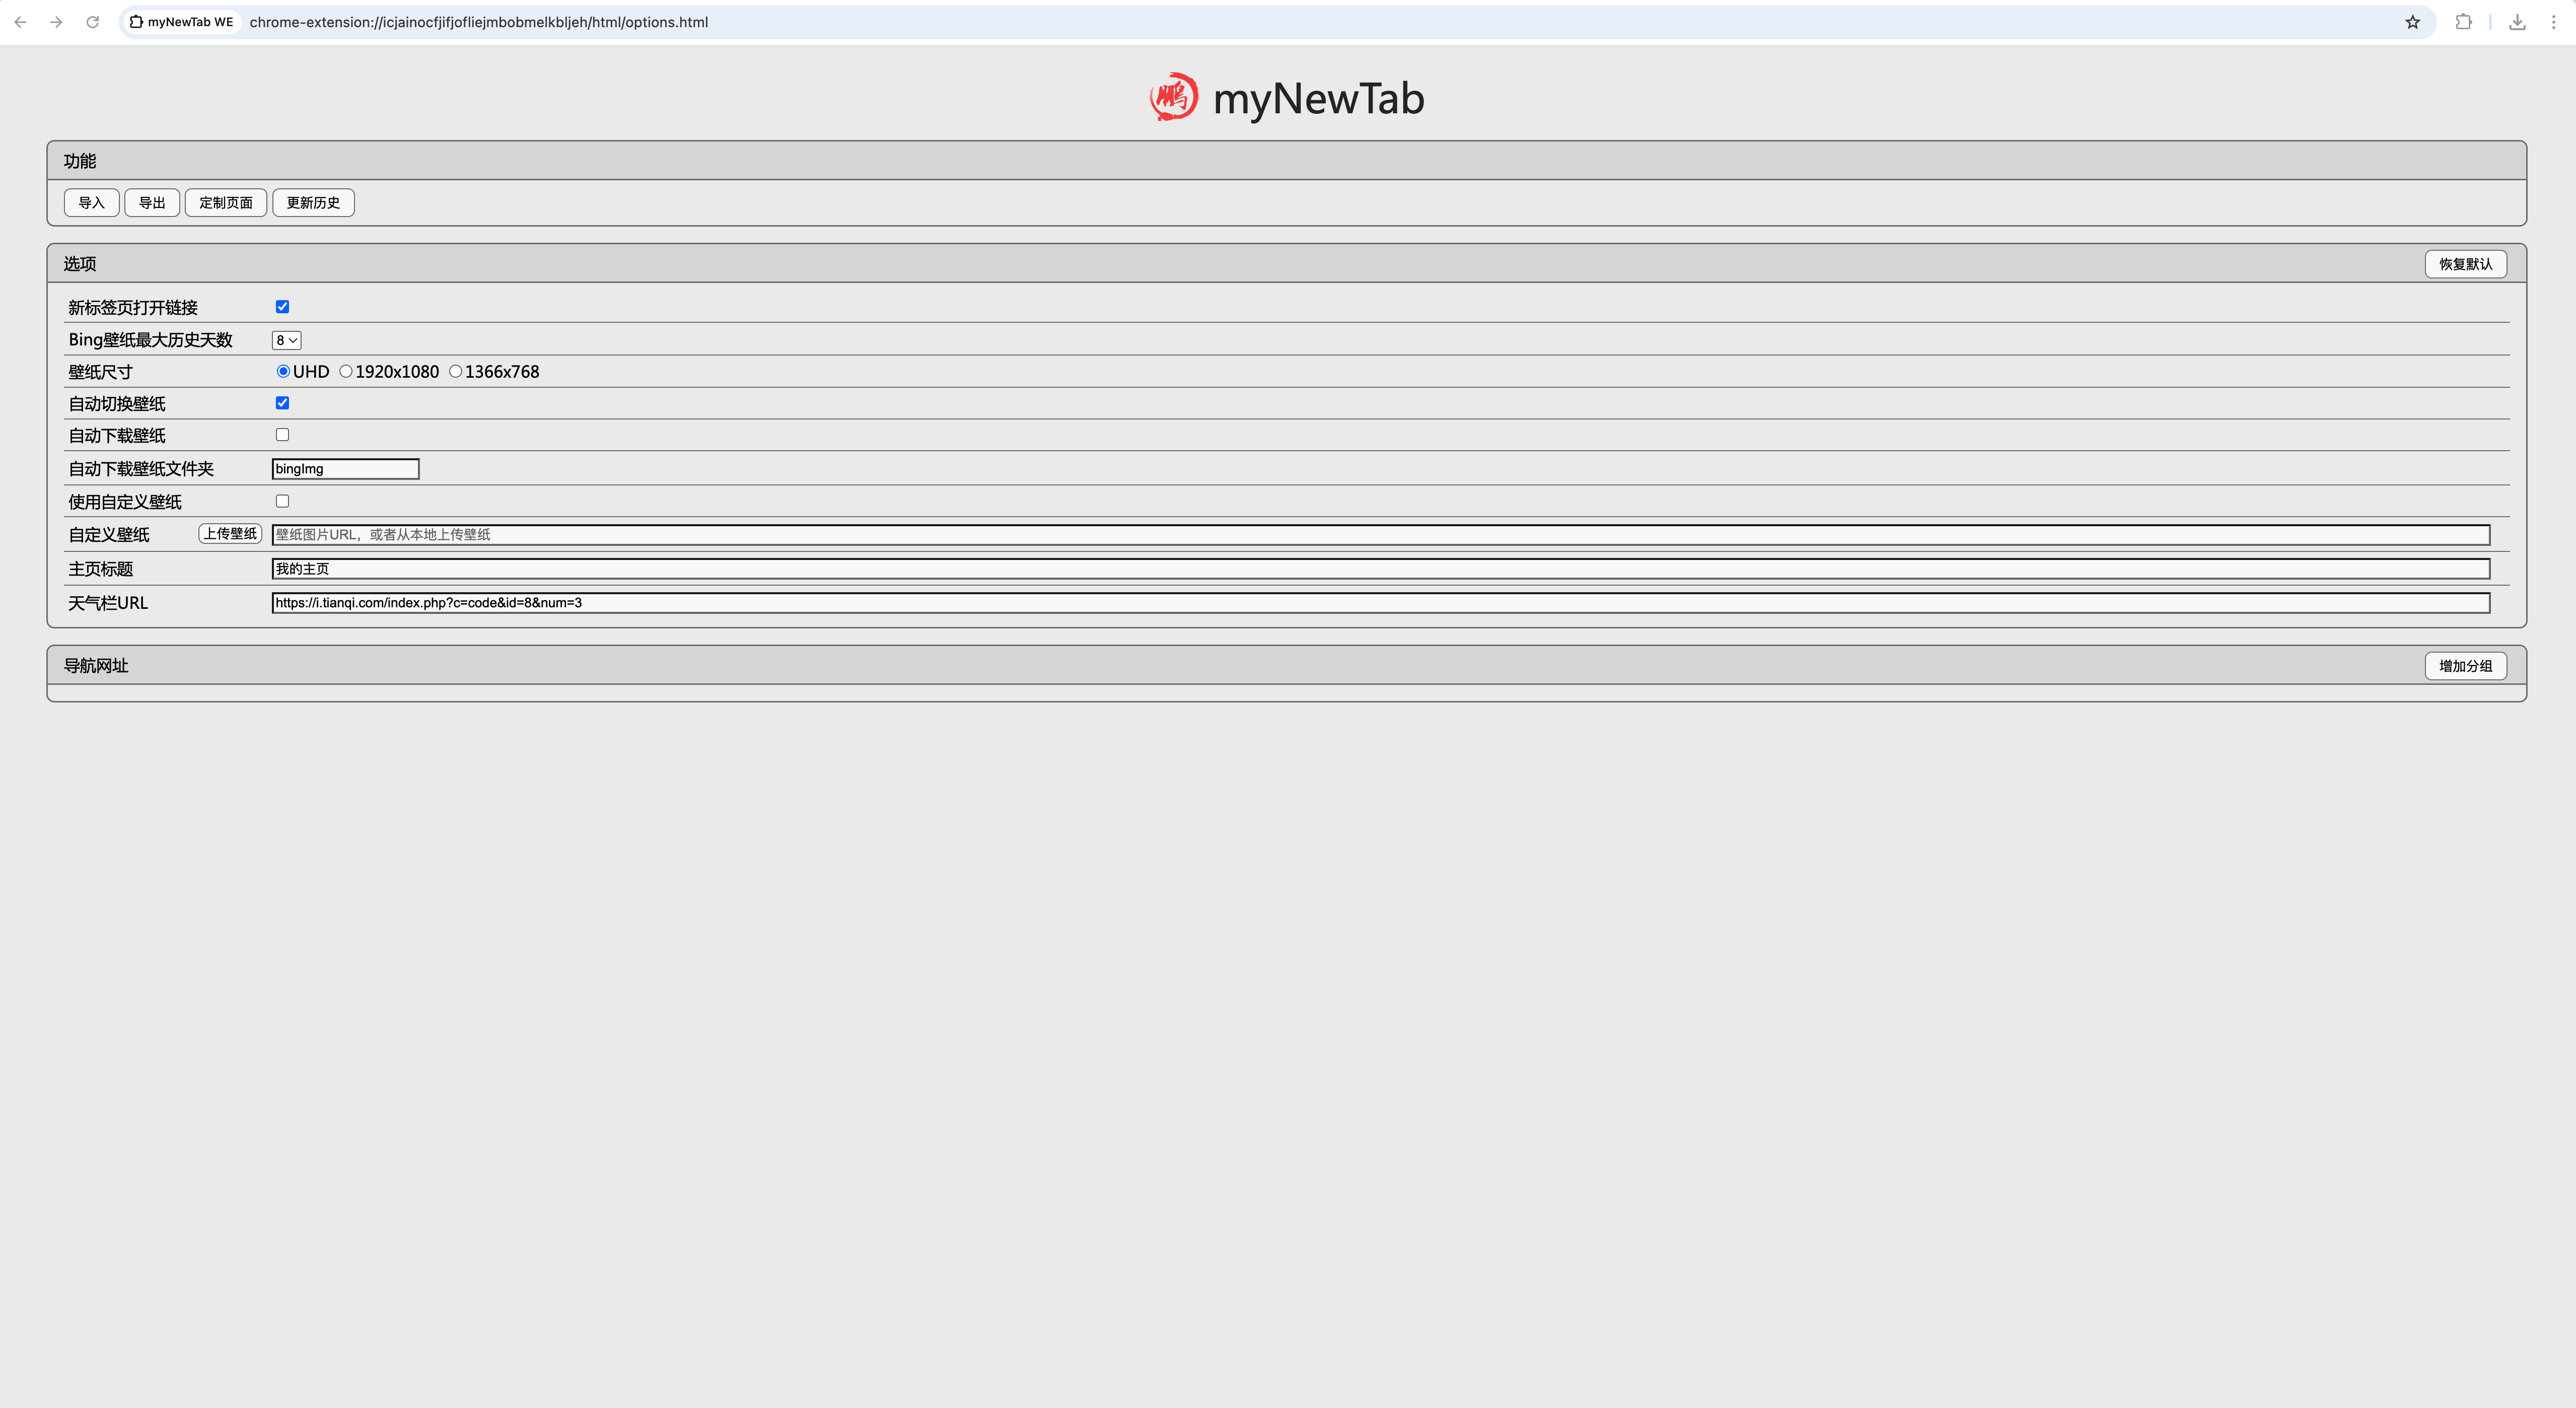 myNewTab WE chrome-extension://icjainocfjifjofliejmbobmelkbljeh/html/options.html
鹏 myNewTab
功能
导入 导出 定制页面 更新历史
选项 恢复默认
新标签页打开链接
Bing壁纸最大历史天数 8
壁纸尺寸 UHD 1920x1080 1366x768
自动切换壁纸
自动下载壁纸
自动下载壁纸文件夹 bingImg
使用自定义壁纸
自定义壁纸 上传壁纸 壁纸图片URL，或者从本地上传壁纸
主页标题 我的主页
天气栏URL https://i.tianqi.com/index.php?c=code&id=8&num=3
导航网址 增加分组